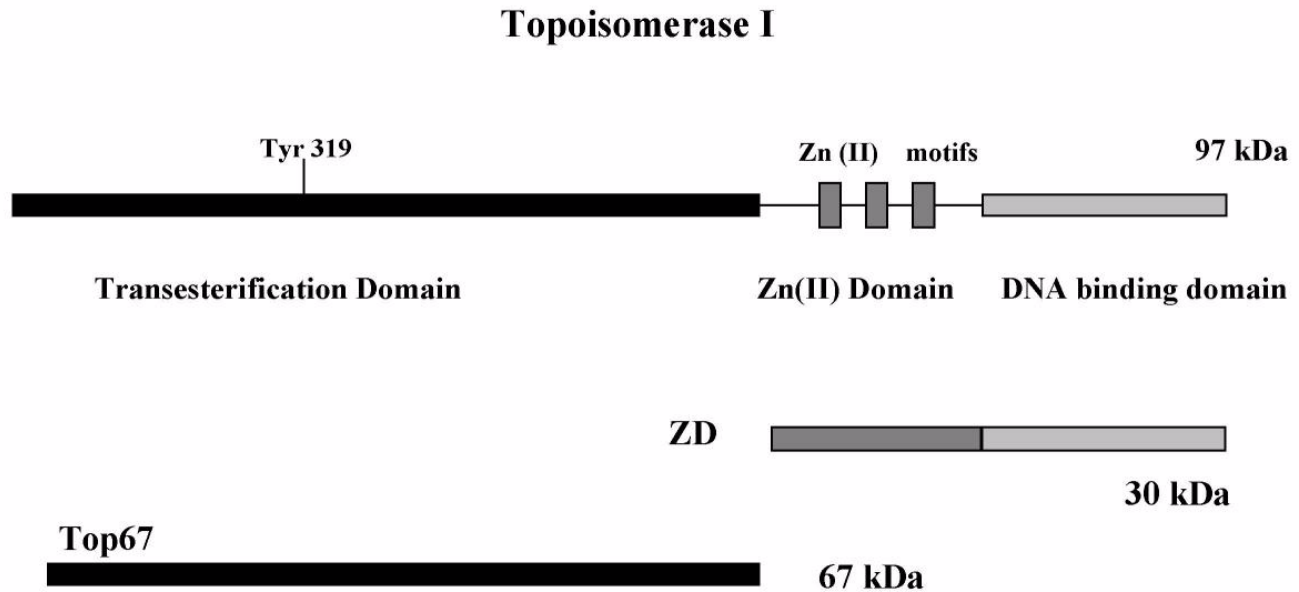 Topoisomerase I
Tyr 319
Zn (II) motifs
97 kDa
Transesterification Domain
Zn(II) Domain
DNA binding domain
ZD
30 kDa
Top67
67 kDa